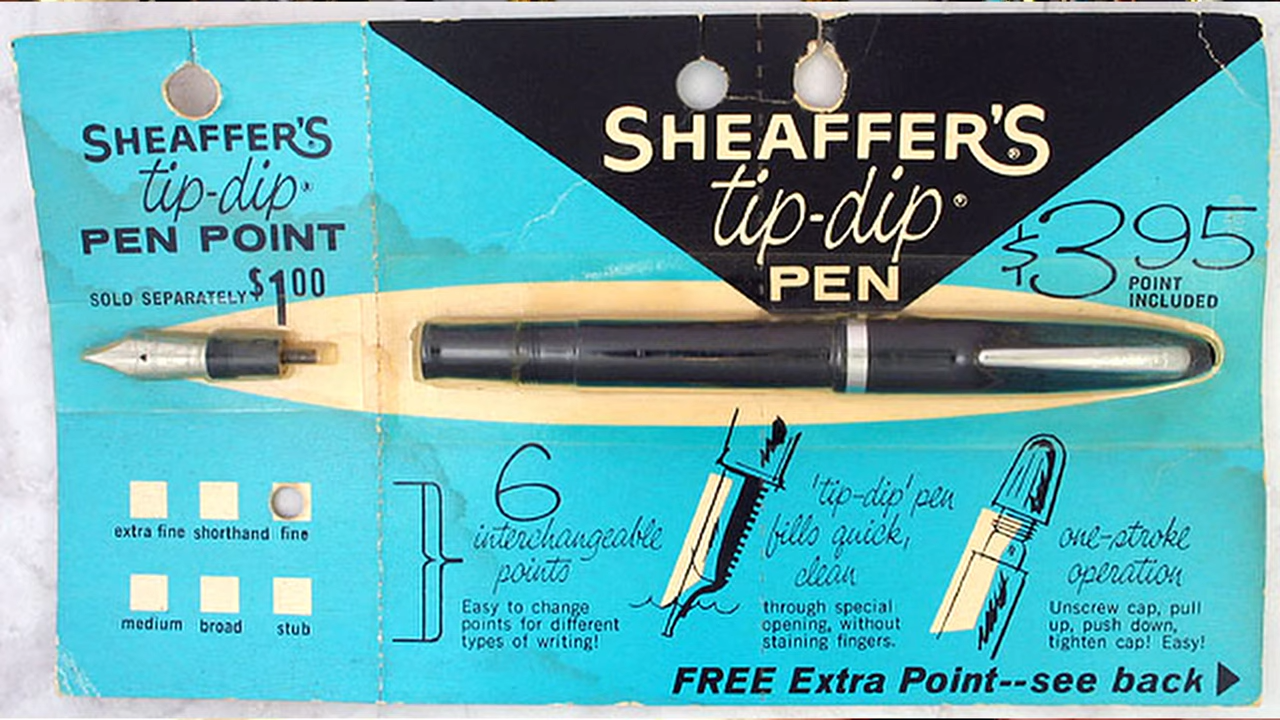 SHEAFFER'S
tip-dip®
PEN POINT
SOLD SEPARATELY $1.00
extra fine shorthand fine
medium broad stub
SHEAFFER'S®
tip-dip®
PEN
$3.95
POINT
INCLUDED
6
interchangeable
points
Easy to change
points for different
types of writing!
'tip-dip' pen
fills quick,
clean
through special
opening, without
staining fingers.
one-stroke
operation
Unscrew cap, pull
up, push down,
tighten cap! Easy!
FREE Extra Point--see back